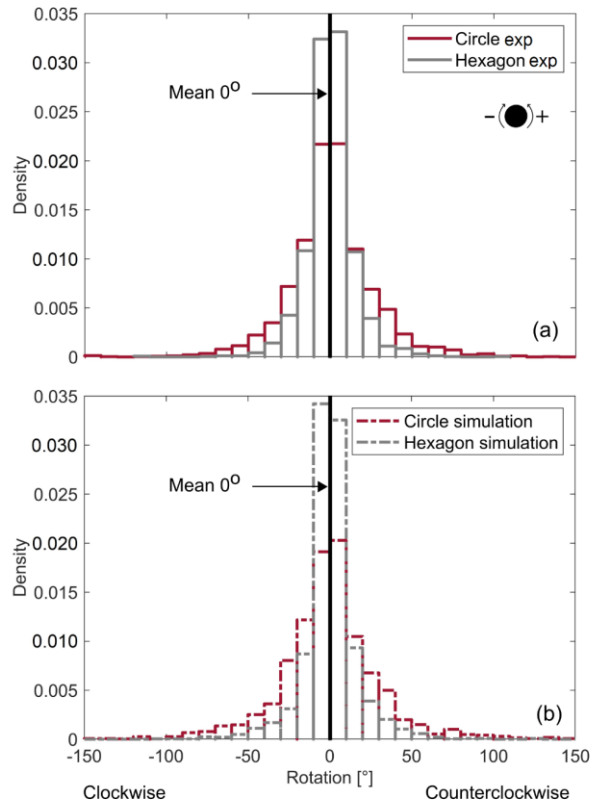 0.035
0.030
0.025
0.020
0.015
0.010
0.005
0
Density
Circle exp
Hexagon exp
Mean 0°
- +
(a)
0.035
0.030
0.025
0.020
0.015
0.010
0.005
0
Density
Circle simulation
Hexagon simulation
Mean 0°
(b)
-150 -100 -50 0 50 100 150
Rotation [°]
Clockwise Counterclockwise